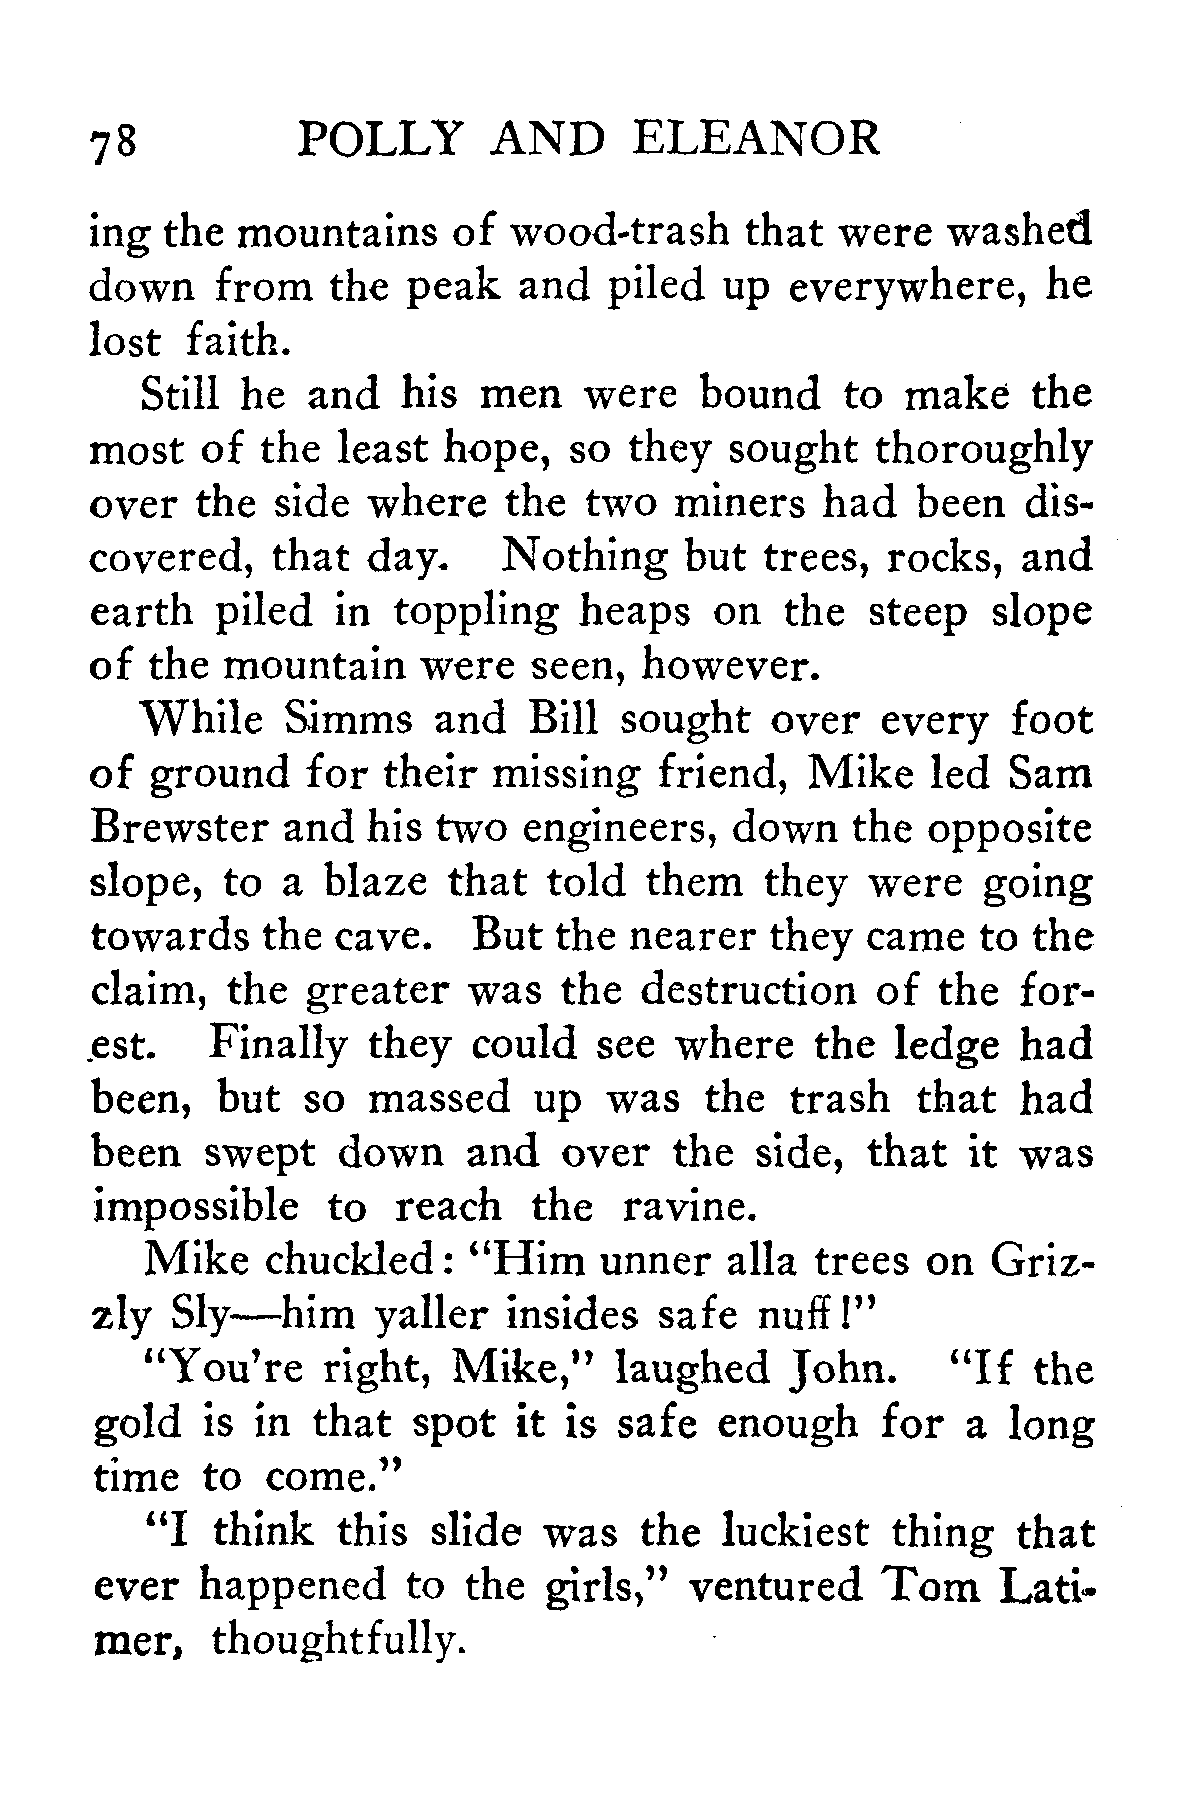 78 POLLY AND ELEANOR
ing the mountains of wood-trash that were washed
down from the peak and piled up everywhere, he
lost faith.
Still he and his men were bound to make the
most of the least hope, so they sought thoroughly
over the side where the two miners had been dis-
covered, that day. Nothing but trees, rocks, and
earth piled in toppling heaps on the steep slope
of the mountain were seen, however.
While Simms and Bill sought over every foot
of ground for their missing friend, Mike led Sam
Brewster and his two engineers, down the opposite
slope, to a blaze that told them they were going
towards the cave. But the nearer they came to the
claim, the greater was the destruction of the for-
est. Finally they could see where the ledge had
been, but so massed up was the trash that had
been swept down and over the side, that it was
impossible to reach the ravine.
Mike chuckled: “Him unner alla trees on Griz-
zly Sly—him yaller insides safe nuff!”
“You’re right, Mike,” laughed John. “If the
gold is in that spot it is safe enough for a long
time to come.”
“I think this slide was the luckiest thing that
ever happened to the girls,” ventured Tom Lati-
mer, thoughtfully.